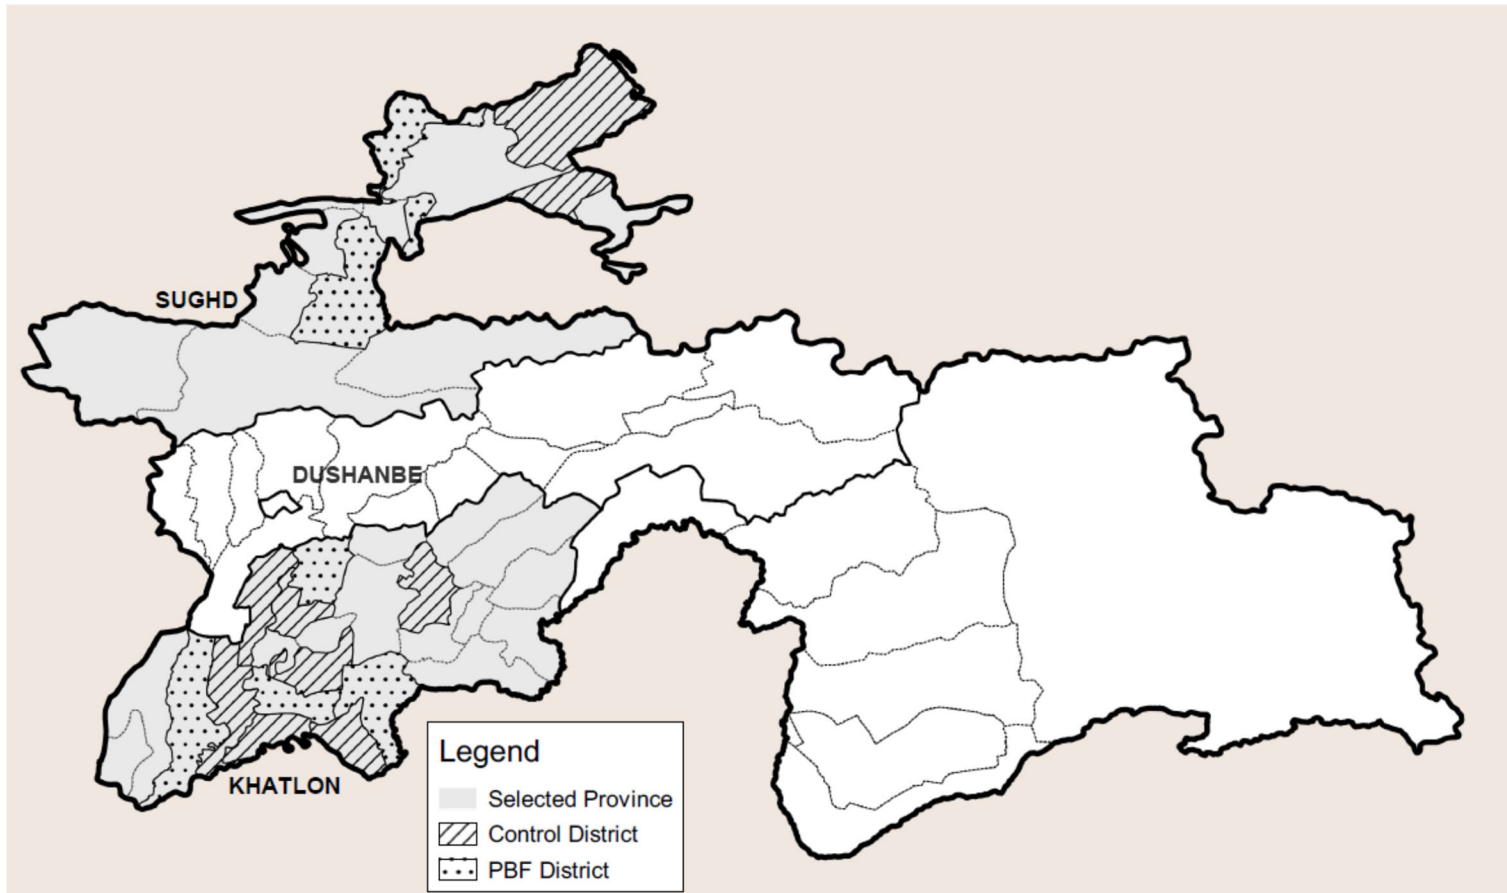 SUGHD
DUSHANBE
KHATLON
Legend
Selected Province
Control District
PBF District